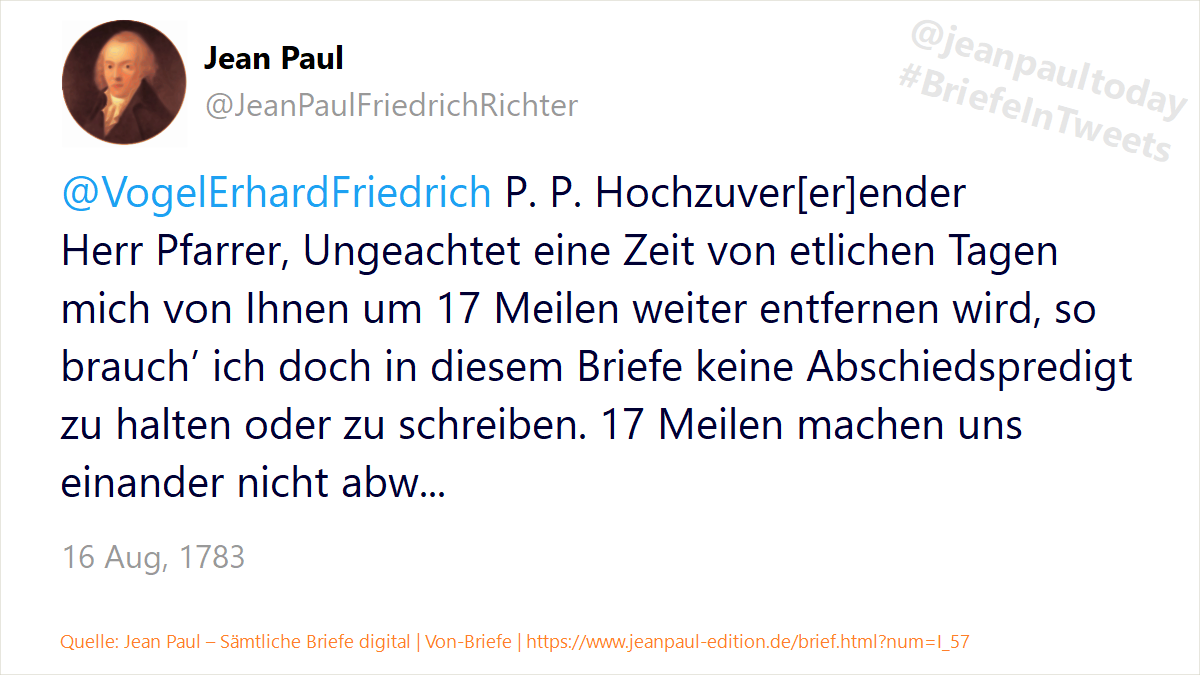 Jean Paul
@JeanPaulFriedrichRichter
@jeanpaultoday
#BriefeInTweets
@VogelErhardFriedrich P. P. Hochzuver[er]ender
Herr Pfarrer, Ungeachtet eine Zeit von etlichen Tagen
mich von Ihnen um 17 Meilen weiter entfernen wird, so
brauch’ ich doch in diesem Briefe keine Abschiedspredigt
zu halten oder zu schreiben. 17 Meilen machen uns
einander nicht abw...
16 Aug, 1783
Quelle: Jean Paul – Sämtliche Briefe digital | Von-Briefe | https://www.jeanpaul-edition.de/brief.html?num=I_57